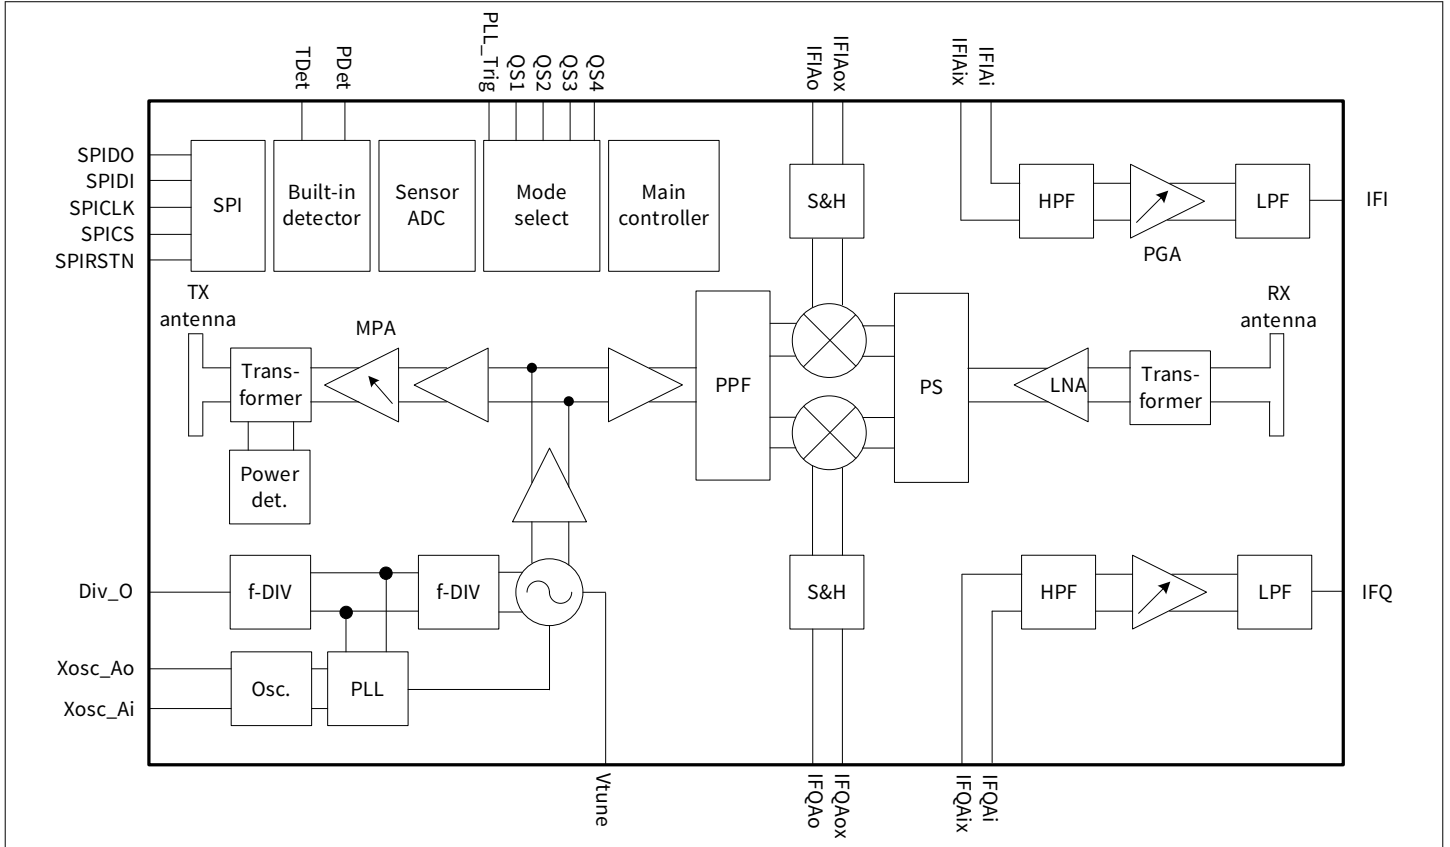 TDet
PDet
PLL_Trig
QS1
QS2
QS3
QS4
IFIAo
IFIAox
IFIAix
IFIAi
SPIDO
SPIDI
SPICLK
SPICS
SPIRSTN
SPI
Built-in
detector
Sensor
ADC
Mode
select
Main
controller
S&H
HPF
PGA
LPF
IFI
TX
antenna
Trans-
former
MPA
PPF
PS
LNA
Trans-
former
RX
antenna
Power
det.
Div_O
f-DIV
f-DIV
S&H
HPF
LPF
IFQ
Xosc_Ao
Xosc_Ai
Osc.
PLL
Vtune
IFQAo
IFQAox
IFQAix
IFQAi